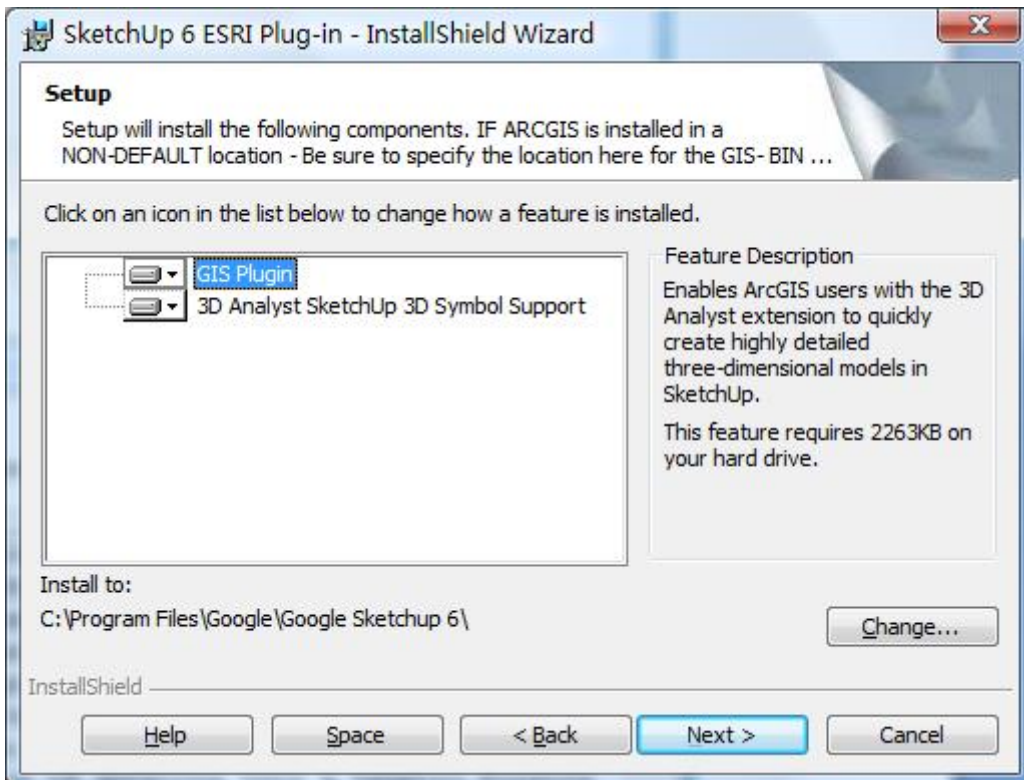 SketchUp 6 ESRI Plug-in - InstallShield Wizard
Setup
Setup will install the following components. IF ARCGIS is installed in a
NON-DEFAULT location - Be sure to specify the location here for the GIS-BIN ...
Click on an icon in the list below to change how a feature is installed.
GIS Plugin
3D Analyst SketchUp 3D Symbol Support
Feature Description
Enables ArcGIS users with the 3D
Analyst extension to quickly
create highly detailed
three-dimensional models in
SketchUp.
This feature requires 2263KB on
your hard drive.
Install to:
C:\Program Files\Google\Google Sketchup 6\
Change...
InstallShield
Help
Space
< Back
Next >
Cancel